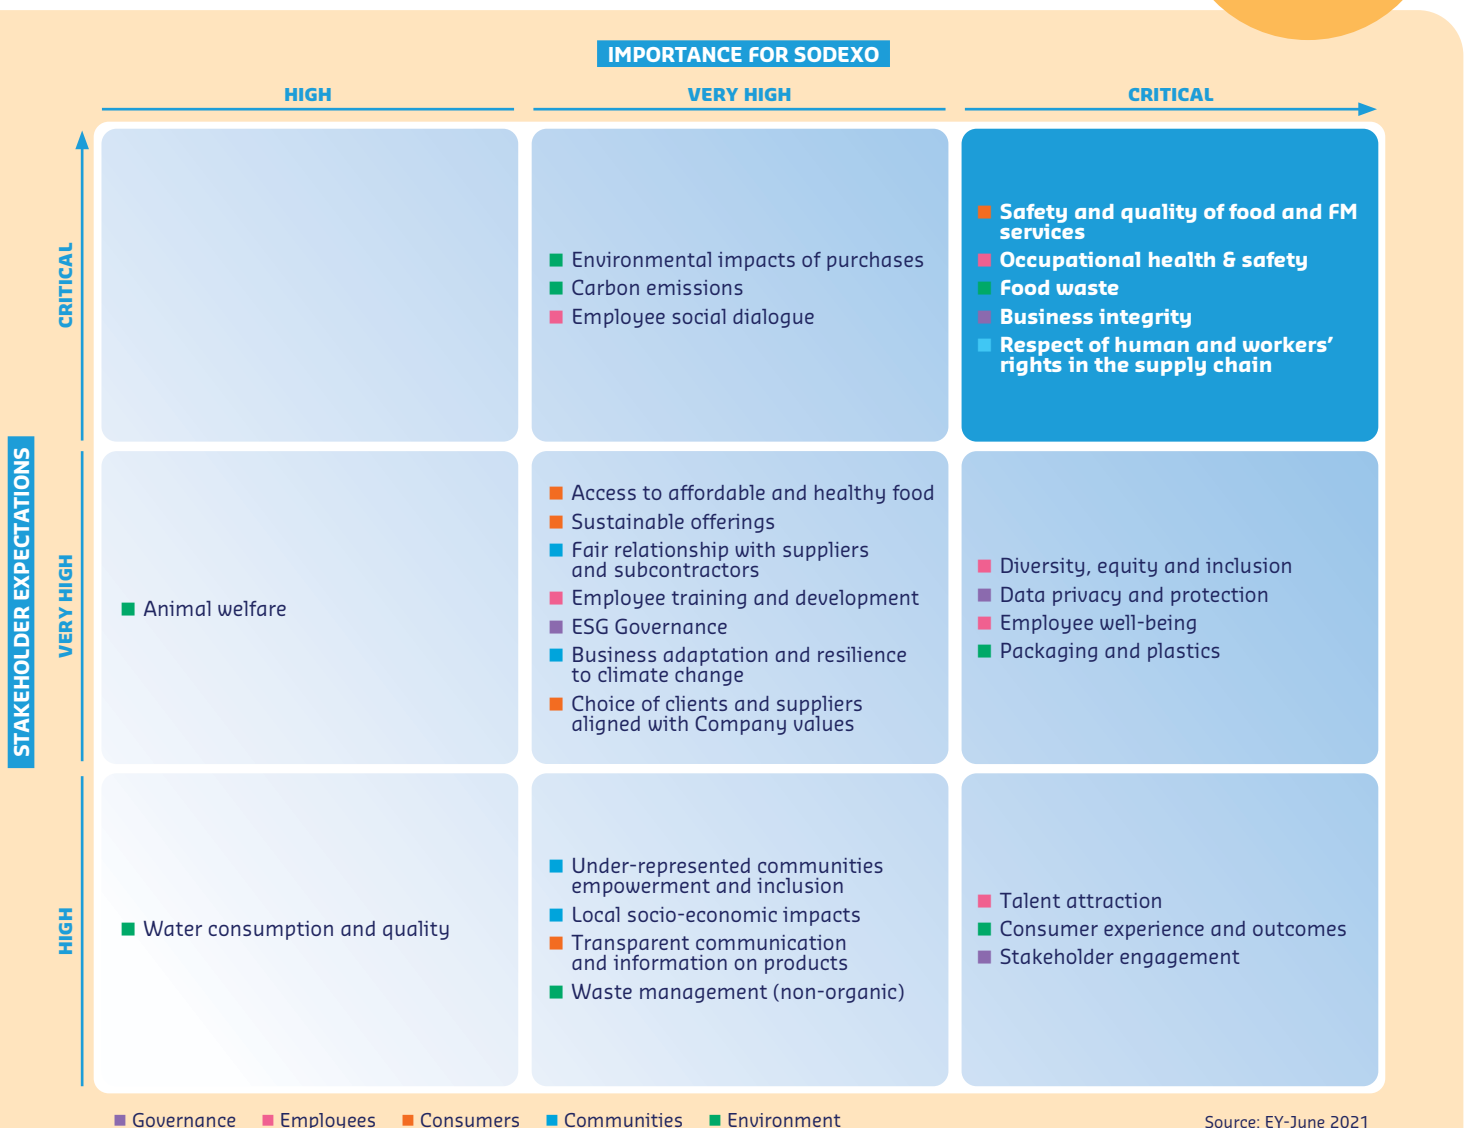 IMPORTANCE FOR SODEXO
HIGH
VERY HIGH
CRITICAL
STAKEHOLDER EXPECTATIONS
CRITICAL
Environmental impacts of purchases
Carbon emissions
Employee social dialogue
Safety and quality of food and FM
services
Occupational health & safety
Food waste
Business integrity
Respect of human and workers’
rights in the supply chain
VERY HIGH
Animal welfare
Access to affordable and healthy food
Sustainable offerings
Fair relationship with suppliers
and subcontractors
Employee training and development
ESG Governance
Business adaptation and resilience
to climate change
Choice of clients and suppliers
aligned with Company values
Diversity, equity and inclusion
Data privacy and protection
Employee well-being
Packaging and plastics
HIGH
Water consumption and quality
Under-represented communities
empowerment and inclusion
Local socio-economic impacts
Transparent communication
and information on products
Waste management (non-organic)
Talent attraction
Consumer experience and outcomes
Stakeholder engagement
Governance Employees Consumers Communities Environment
Source: EY-June 2021